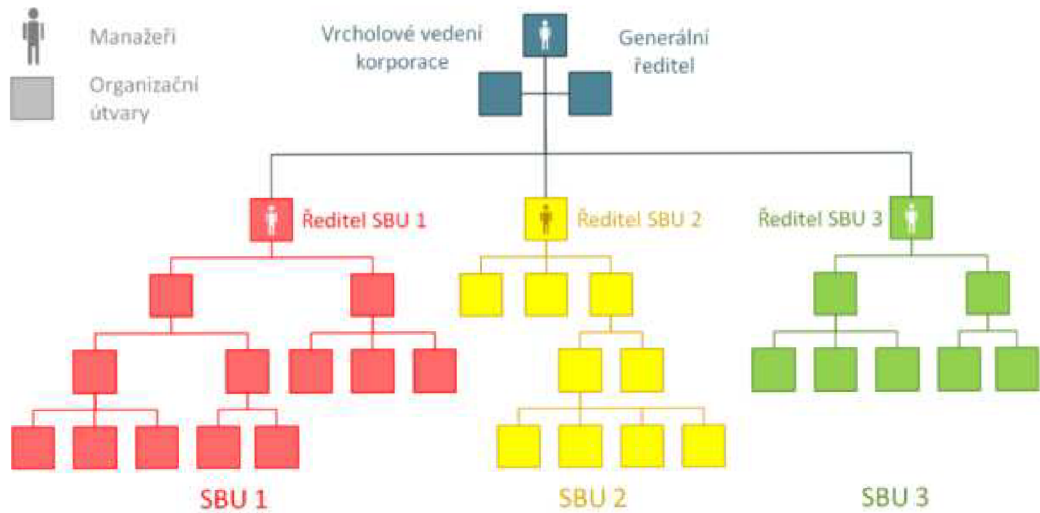 Manažeři
Organizační
útvary
Vrcholové vedení
korporace
Generální
ředitel
Ředitel SBU 1
Ředitel SBU 2
Ředitel SBU 3
SBU 1
SBU 2
SBU 3